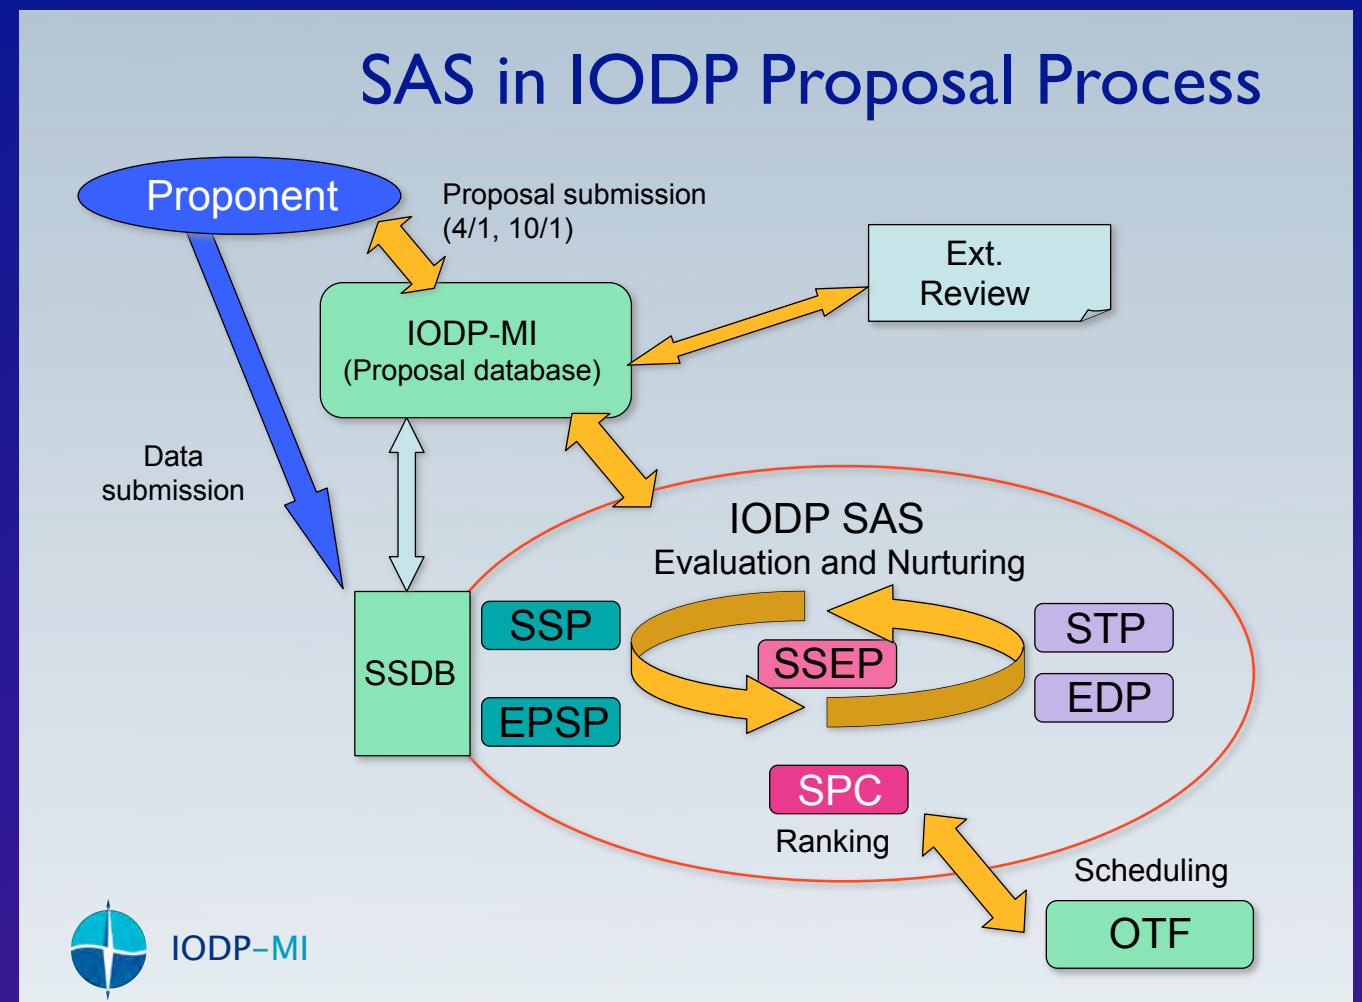 SAS in IODP Proposal Process
Proponent
Proposal submission
(4/1, 10/1)
Ext.
Review
IODP-MI
(Proposal database)
Data
submission
IODP SAS
Evaluation and Nurturing
SSP
STP
SSEP
SSDB
EDP
EPSP
SPC
Ranking
Scheduling
OTF
IODP-MI